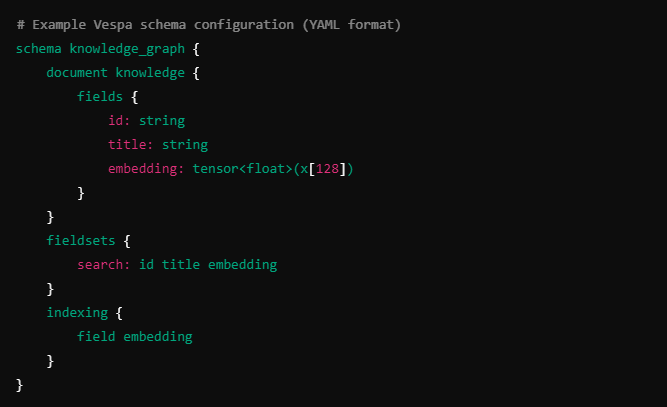 # Example Vespa schema configuration (YAML format)
schema knowledge_graph {
    document knowledge {
        fields {
            id: string
            title: string
            embedding: tensor<float>(x[128])
        }
    }
    fieldsets {
        search: id title embedding
    }
    indexing {
        field embedding
    }
}